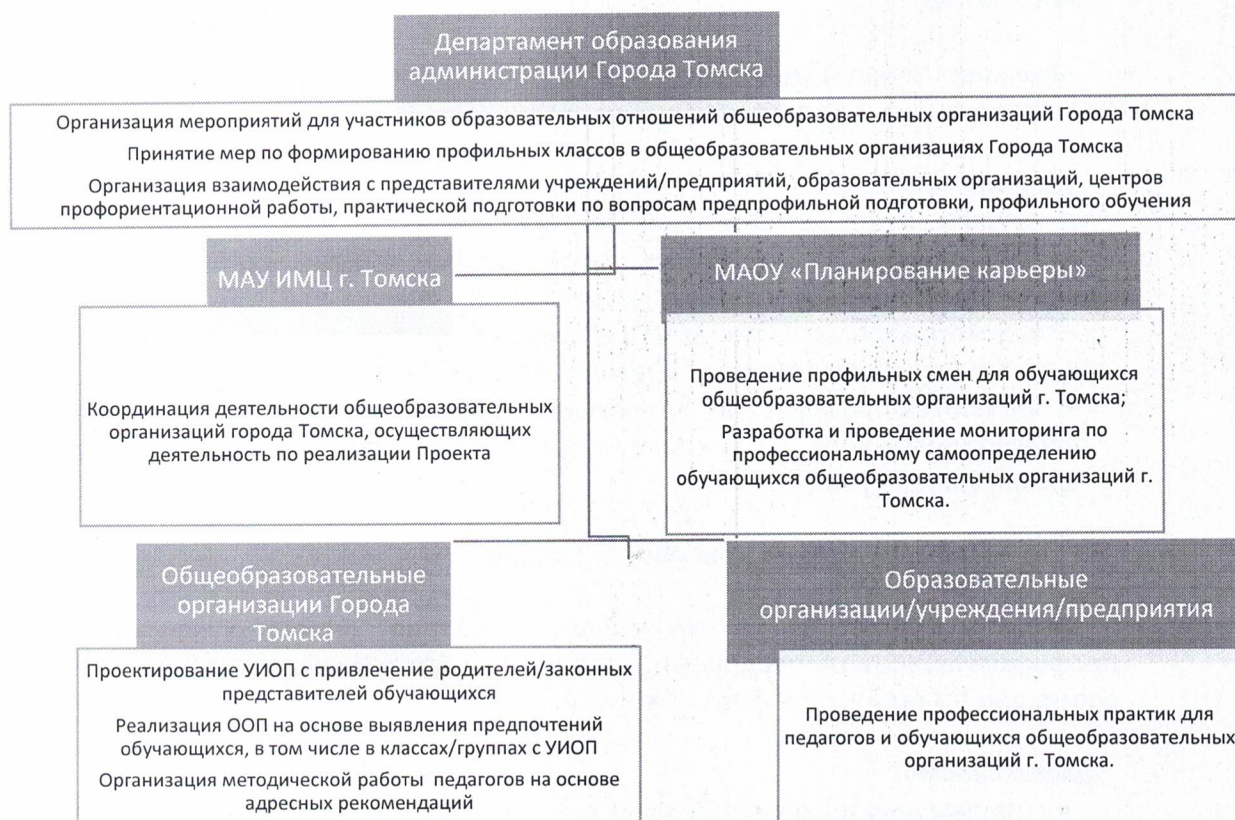 Департамент образования
администрации Города Томска
Организация мероприятий для участников образовательных отношений общеобразовательных организаций Города Томска
Принятие мер по формированию профильных классов в общеобразовательных организациях Города Томска
Организация взаимодействия с представителями учреждений/предприятий, образовательных организаций, центров
профориентационной работы, практической подготовки по вопросам предпрофильной подготовки, профильного обучения
МАУ ИМЦ г. Томска
Координация деятельности общеобразовательных
организаций города Томска, осуществляющих
деятельность по реализации Проекта
МАОУ «Планирование карьеры»
Проведение профильных смен для обучающихся
общеобразовательных организаций г. Томска;
Разработка и проведение мониторинга по
профессиональному самоопределению
обучающихся общеобразовательных организаций г.
Томска.
Общеобразовательные
организации Города
Томска
Проектирование УИОП с привлечение родителей/законных
представителей обучающихся
Реализация ООП на основе выявления предпочтений
обучающихся, в том числе в классах/группах с УИОП
Организация методической работы педагогов на основе
адресных рекомендаций
Образовательные
организации/учреждения/предприятия
Проведение профессиональных практик для
педагогов и обучающихся общеобразовательных
организаций г. Томска.